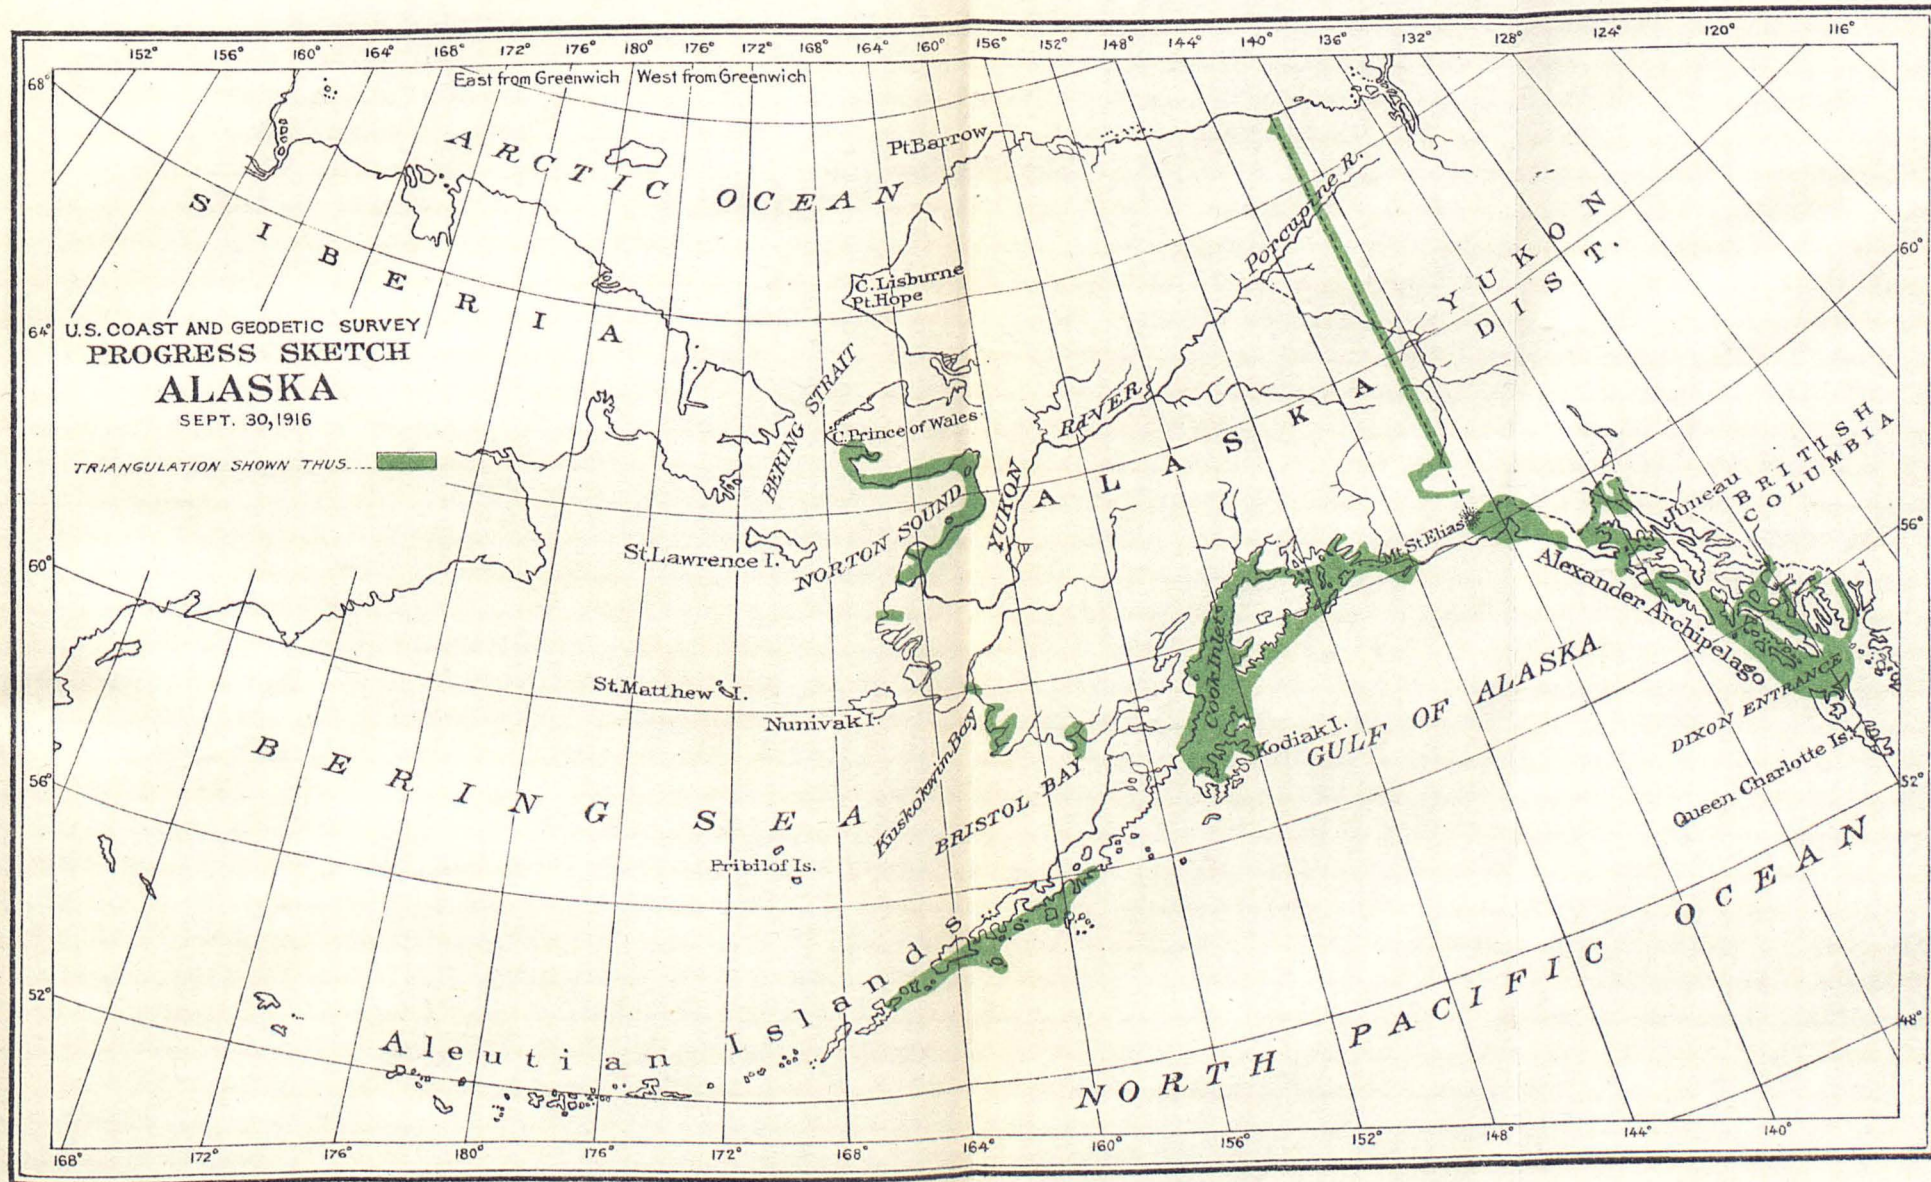 152° 156° 160° 164° 168° 172° 176° 180° 176° 172° 168° 164° 160° 156° 152° 148° 144° 140° 136° 132° 128° 124° 120° 116°
East from Greenwich West from Greenwich
68°
ARCTIC OCEAN
Pt. Barrow
SIBERIA
Porcupine R.
YUKON
DIST.
60°
C. Lisburne
Pt. Hope
64°
U.S. COAST AND GEODETIC SURVEY
PROGRESS SKETCH
ALASKA
SEPT. 30, 1916
TRIANGULATION SHOWN THUS....
BERING STRAIT
C. Prince of Wales
YUKON RIVER
ALASKA
BRITISH
COLUMBIA
Juneau
56°
NORTON SOUND
St. Lawrence I.
Mt. St. Elias
60°
Alexander Archipelago
Cook Inlet
GULF OF ALASKA
DIXON ENTRANCE
St. Matthew I.
Nunivak I.
Kuskokwim Bay
Kodiak I.
BRISTOL BAY
Queen Charlotte Is.
52°
BERING SEA
56°
Pribilof Is.
52°
48°
Aleutian Islands
NORTH PACIFIC OCEAN
168° 172° 176° 180° 176° 172° 168° 164° 160° 156° 152° 148° 144° 140°